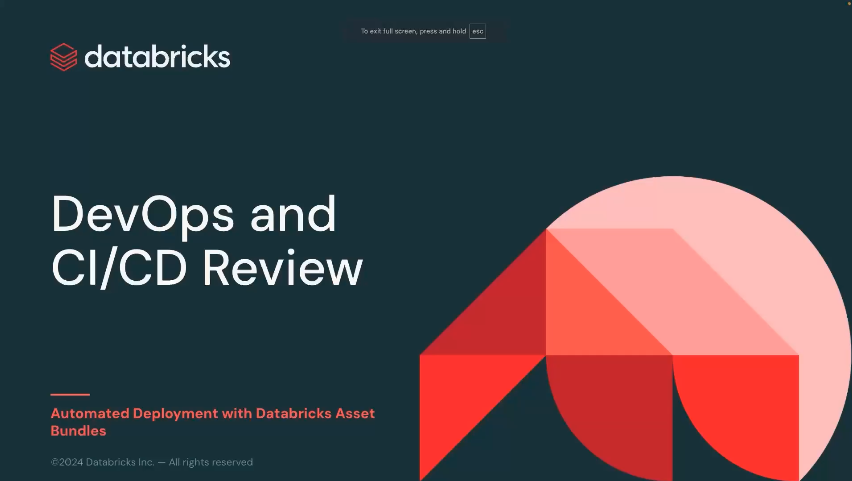 To exit full screen, press and hold esc
databricks
DevOps and
CI/CD Review
Automated Deployment with Databricks Asset
Bundles
©2024 Databricks Inc. — All rights reserved